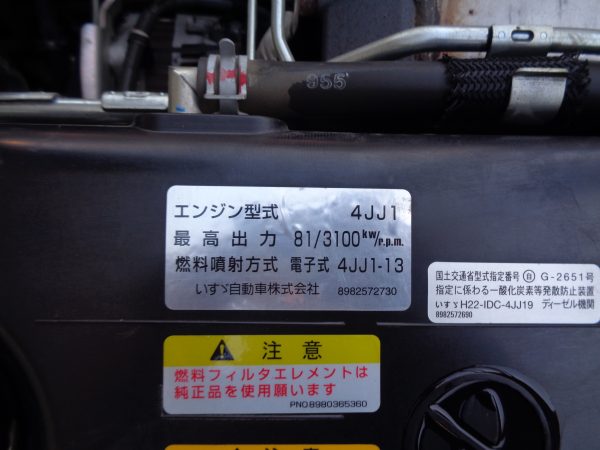 955
エンジン型式 4JJ1
最高出力 81/3100kW/r.p.m.
燃料噴射方式 電子式 4JJ1-13
いすゞ自動車株式会社 8982572730
国土交通省型式指定番号 自 G-2651号
指定に係わる一酸化炭素等発散防止装置
いすゞH22-IDC-4JJ19 ディーゼル機関
8982572690
注意
燃料フィルタエレメントは
純正品を使用願います
PNO8980365360